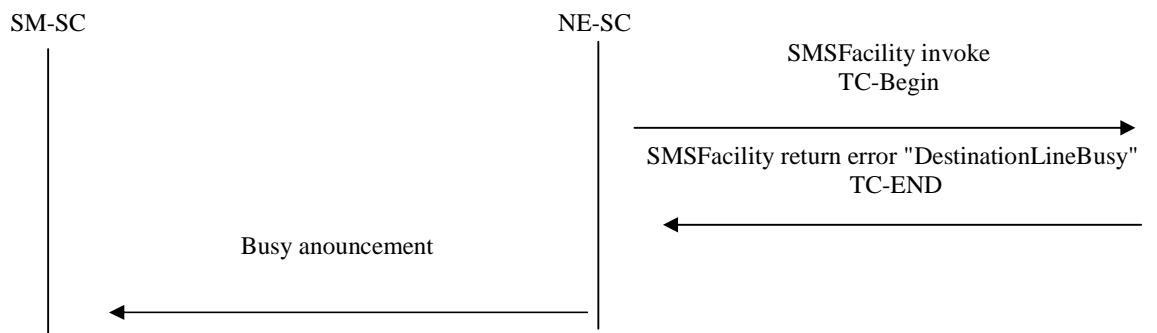 SM-SC
NE-SC
SMSFacility invoke
TC-Begin
SMSFacility return error "DestinationLineBusy"
TC-END
Busy anouncement